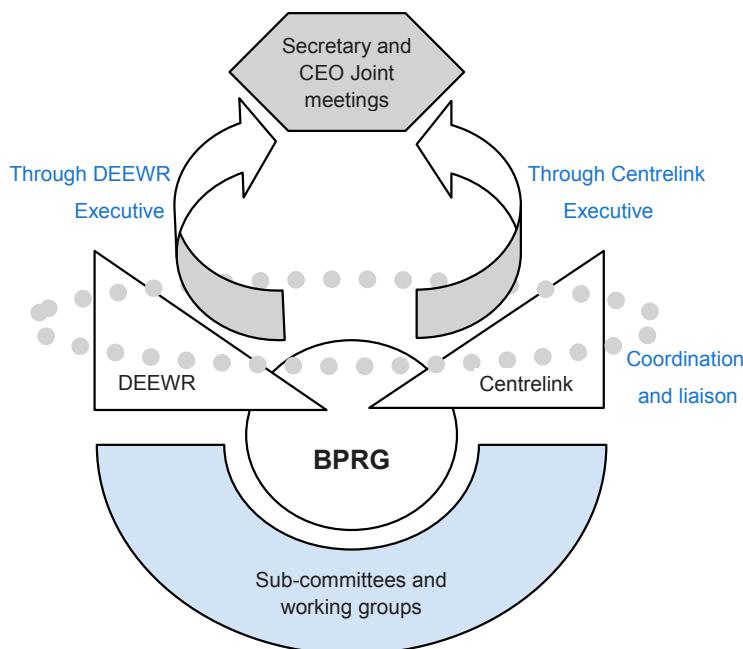 Secretary and
CEO Joint
meetings
Through DEEWR
Executive
Through Centrelink
Executive
DEEWR
Centrelink
Coordination
and liaison
BPRG
Sub-committees and
working groups